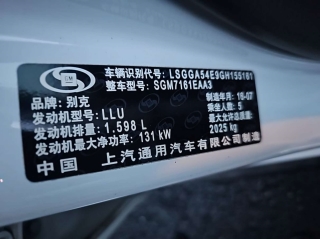 SGM
车辆识别代号: LSGGA54E9GH155161
整车型号: SGM7161EAA3
品牌: 别克 制造年月: 16-07
发动机型号: LLU 乘坐人数: 5
发动机排量: 1.598 L 最大允许总质量: 2025 kg
发动机最大净功率: 131 kW
中国 上汽通用汽车有限公司制造